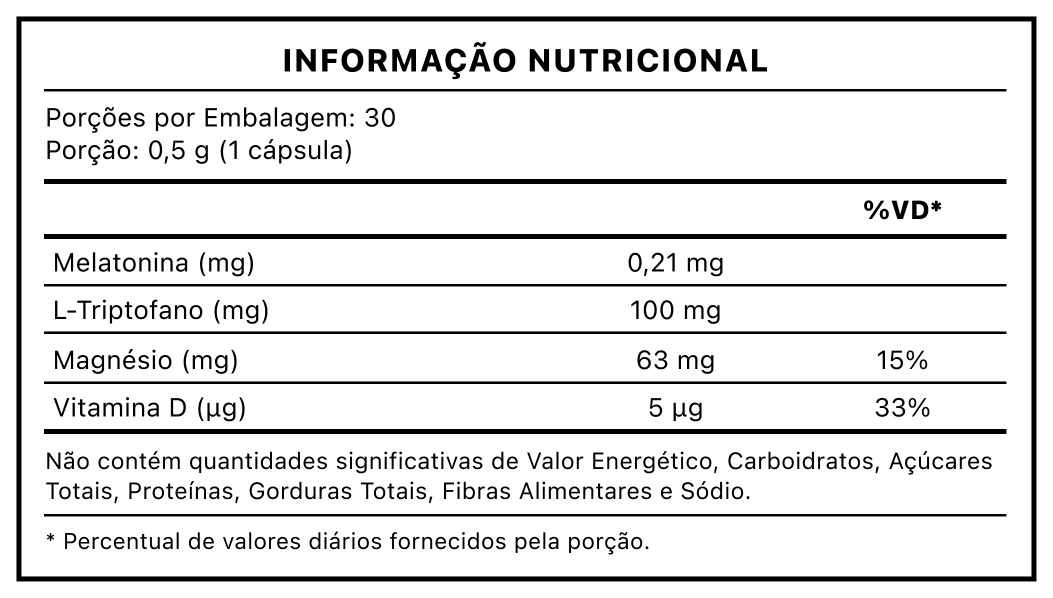 INFORMAÇÃO NUTRICIONAL
Porções por Embalagem: 30
Porção: 0,5 g (1 cápsula)
%VD*
Melatonina (mg) 0,21 mg
L-Triptofano (mg) 100 mg
Magnésio (mg) 63 mg 15%
Vitamina D (µg) 5 µg 33%
Não contém quantidades significativas de Valor Energético, Carboidratos, Açúcares
Totais, Proteínas, Gorduras Totais, Fibras Alimentares e Sódio.
* Percentual de valores diários fornecidos pela porção.